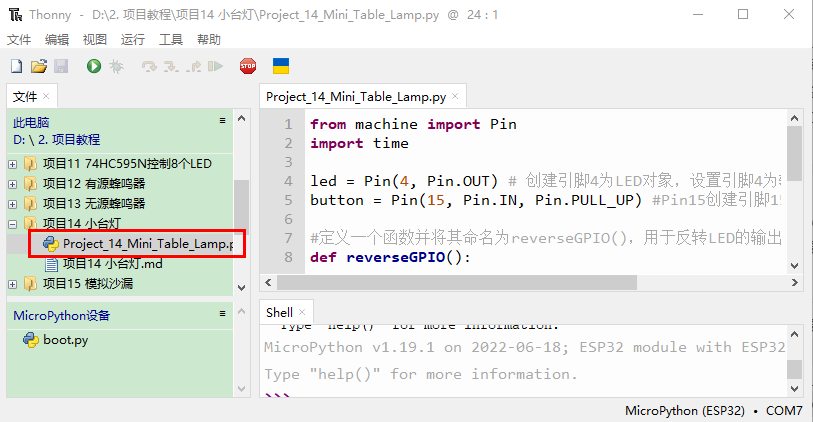 Thonny - D:\2. 项目教程\项目14 小台灯\Project_14_Mini_Table_Lamp.py @ 24 : 1
文件 编辑 视图 运行 工具 帮助
STOP
文件 ×
此电脑
D: \ 2. 项目教程
项目11 74HC595N控制8个LED
项目12 有源蜂鸣器
项目13 无源蜂鸣器
项目14 小台灯
Project_14_Mini_Table_Lamp.p
项目14 小台灯.md
项目15 模拟沙漏
MicroPython设备
boot.py
Project_14_Mini_Table_Lamp.py ×
1 from machine import Pin
2 import time
3
4 led = Pin(4, Pin.OUT) # 创建引脚4为LED对象，设置引脚4为
5 button = Pin(15, Pin.IN, Pin.PULL_UP) #Pin15创建引脚1
6
7 #定义一个函数并将其命名为reverseGPIO()，用于反转LED的输出
8 def reverseGPIO():
Shell ×
Type "help()" for more information.
MicroPython v1.19.1 on 2022-06-18; ESP32 module with ESP32
Type "help()" for more information.
>>>
MicroPython (ESP32) • COM7